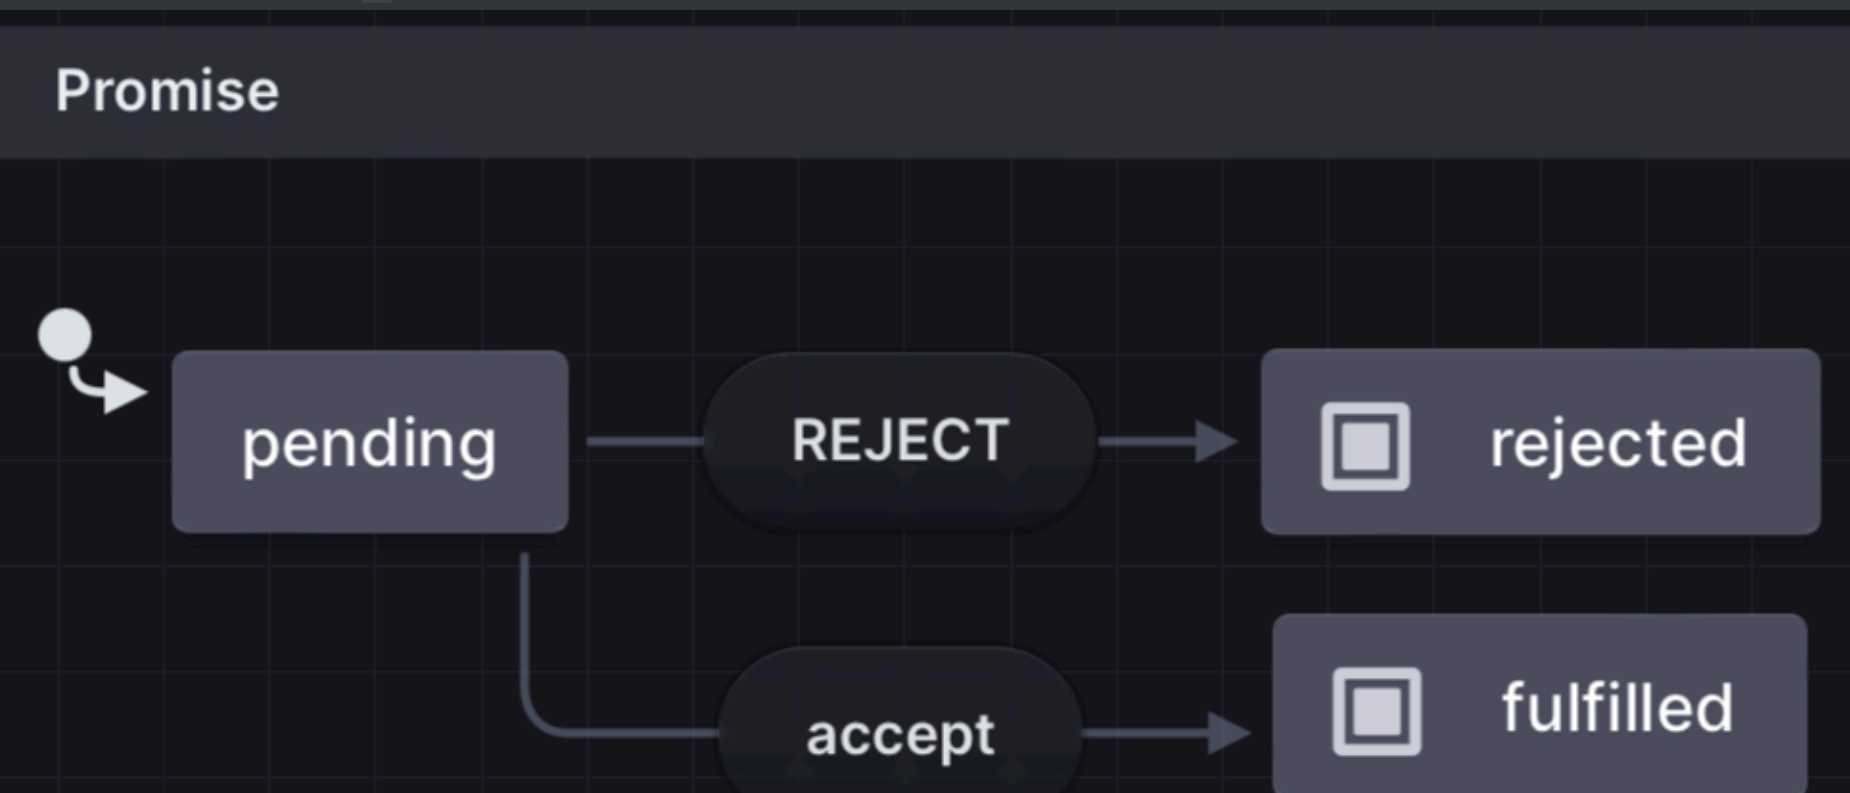 Promise
pending
REJECT
rejected
accept
fulfilled